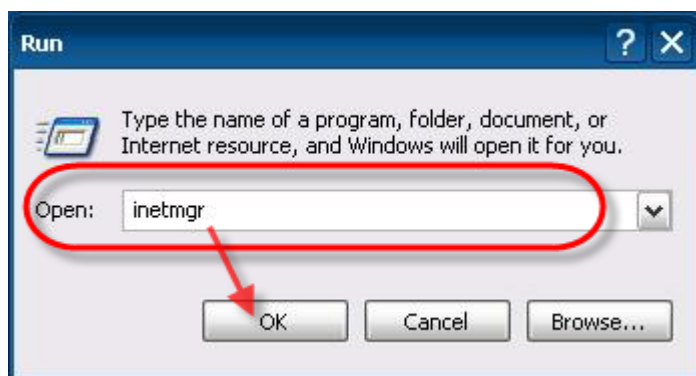 Run
Type the name of a program, folder, document, or
Internet resource, and Windows will open it for you.
Open: inetmgr
OK Cancel Browse...